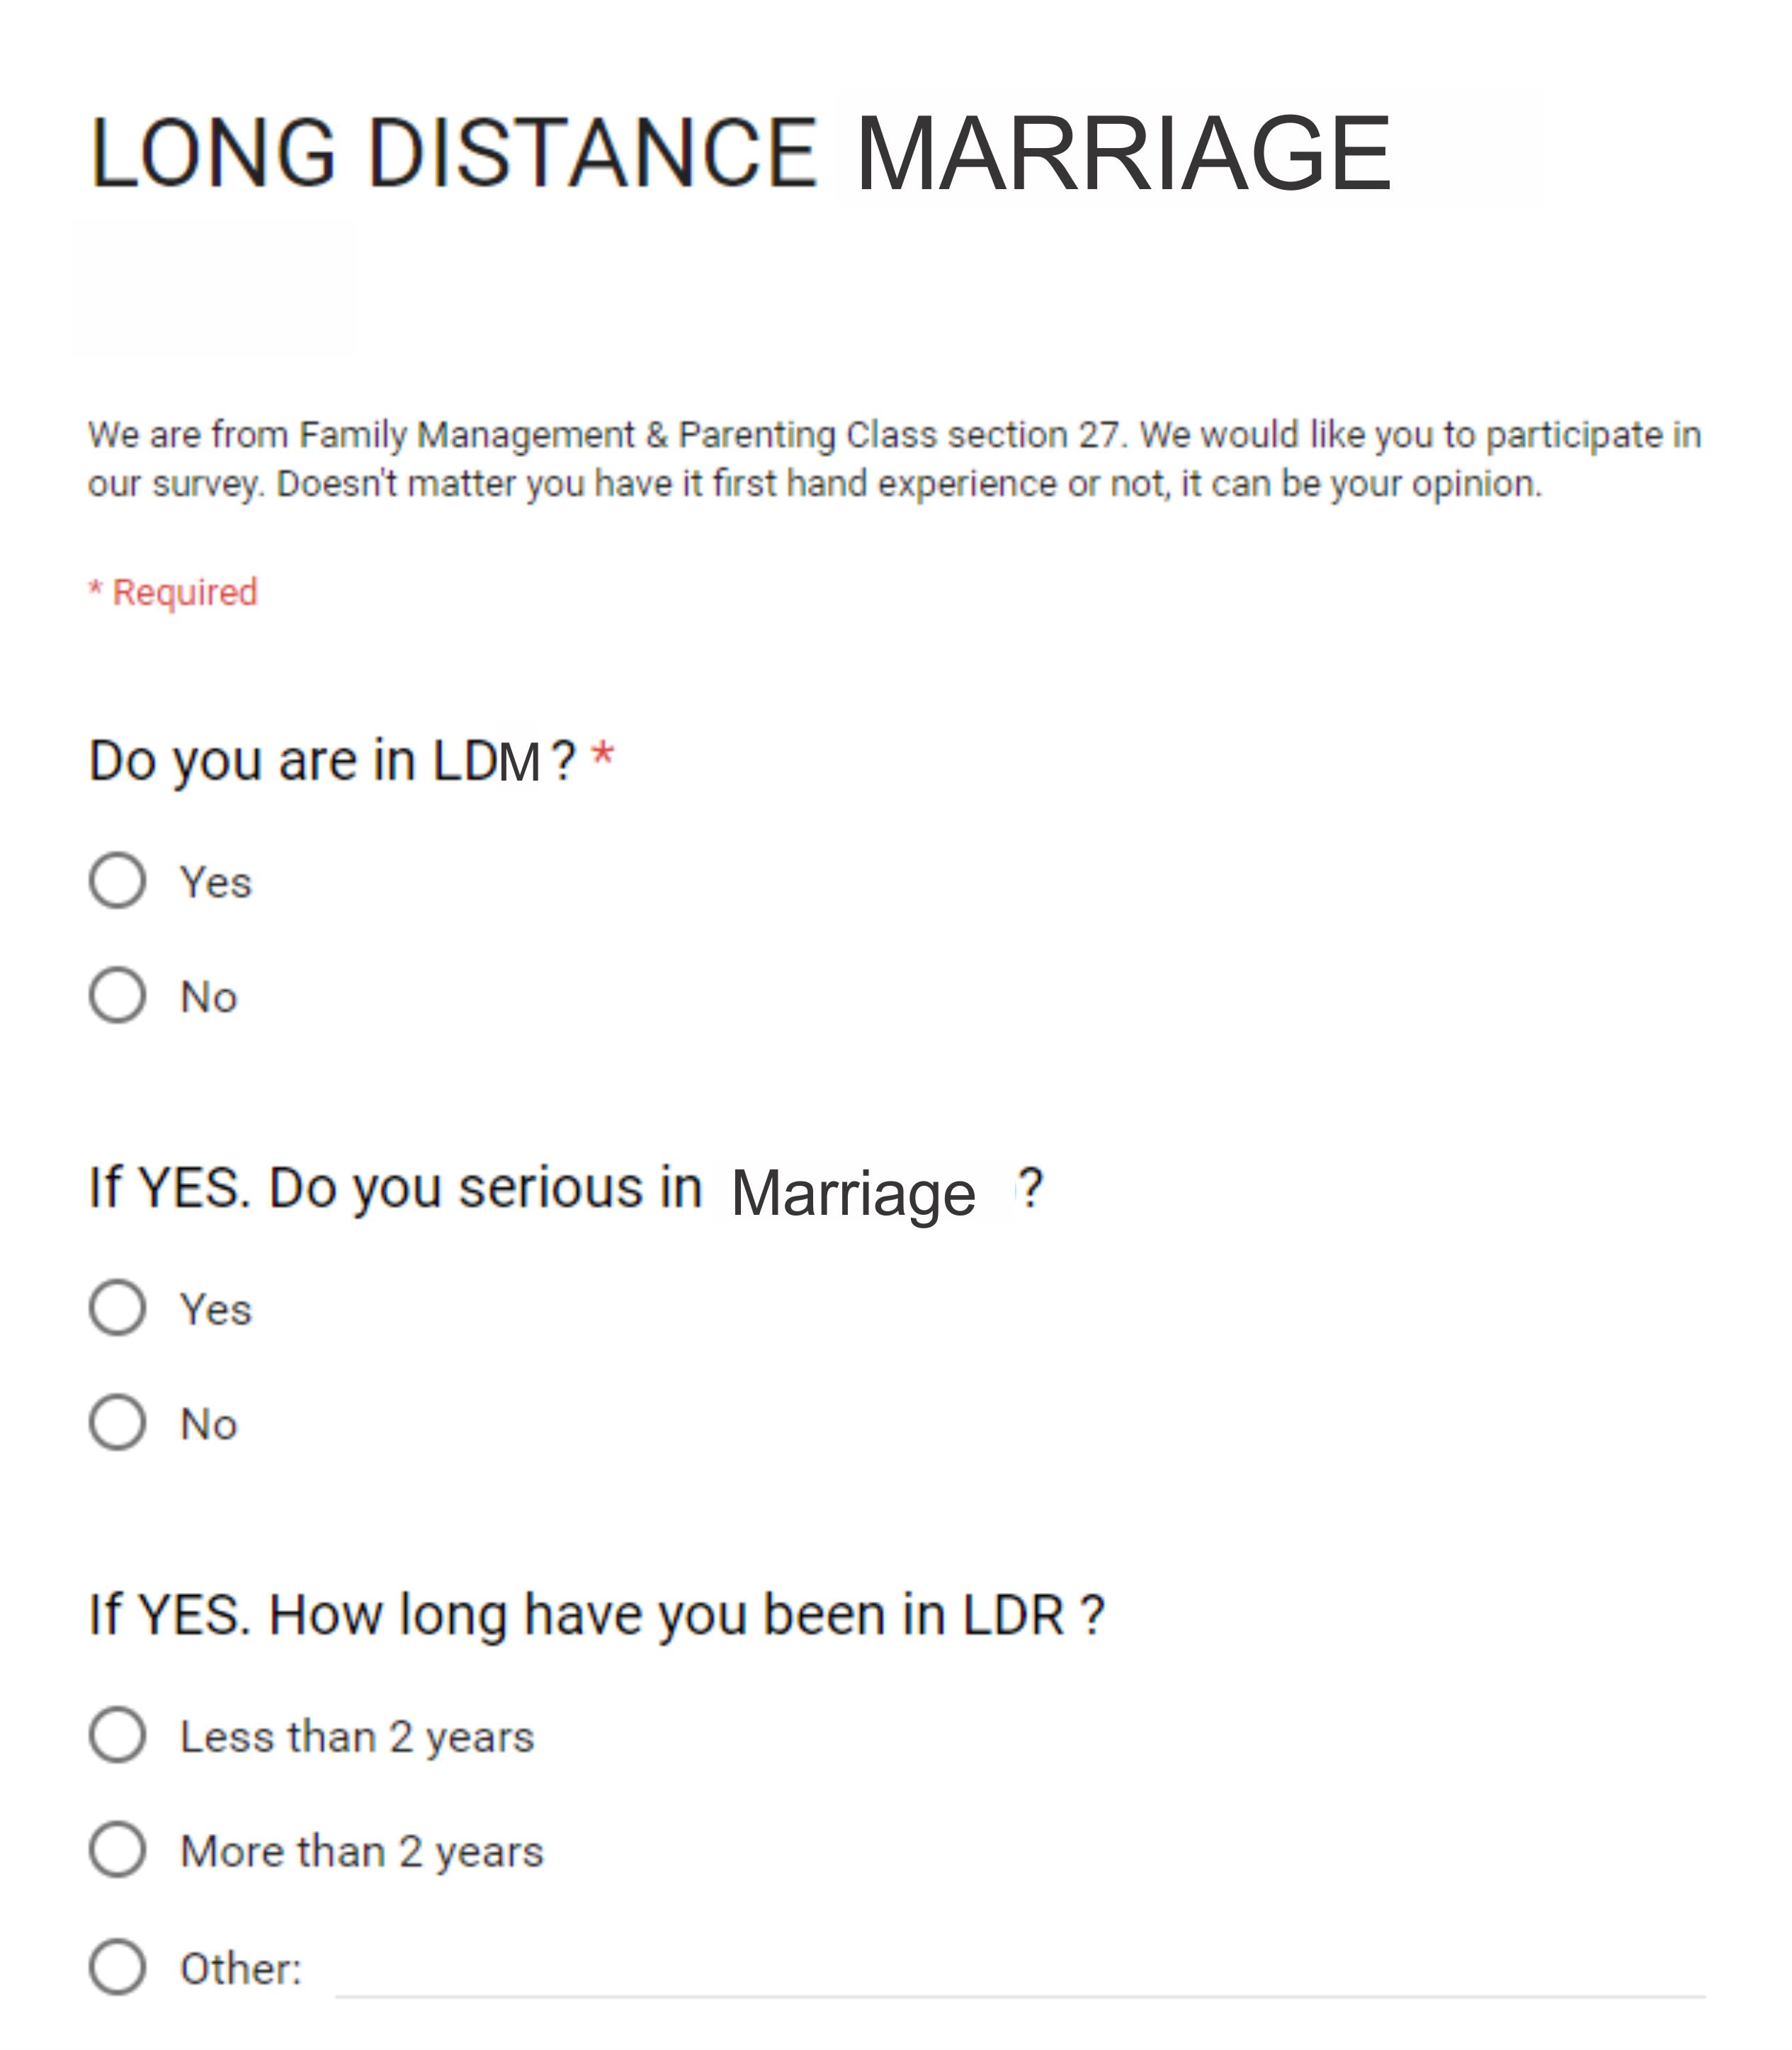 LONG DISTANCE MARRIAGE
We are from Family Management & Parenting Class section 27. We would like you to participate in
our survey. Doesn't matter you have it first hand experience or not, it can be your opinion.
* Required
Do you are in LDM ? *
Yes
No
If YES. Do you serious in Marriage ?
Yes
No
If YES. How long have you been in LDR ?
Less than 2 years
More than 2 years
Other: